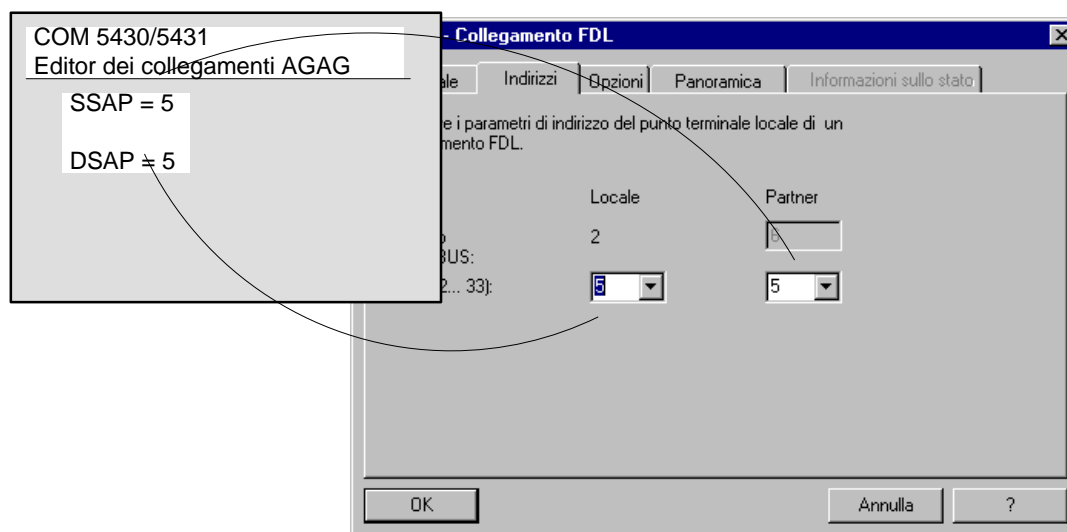 COM 5430/5431
Editor dei collegamenti AGAG
SSAP = 5
DSAP = 5
- Collegamento FDL
Indirizzi Opzioni Panoramica Informazioni sullo stato
e i parametri di indirizzo del punto terminale locale di un
mento FDL.
Locale Partner
2 6
BUS:
2... 33): 5 5
OK Annulla ?